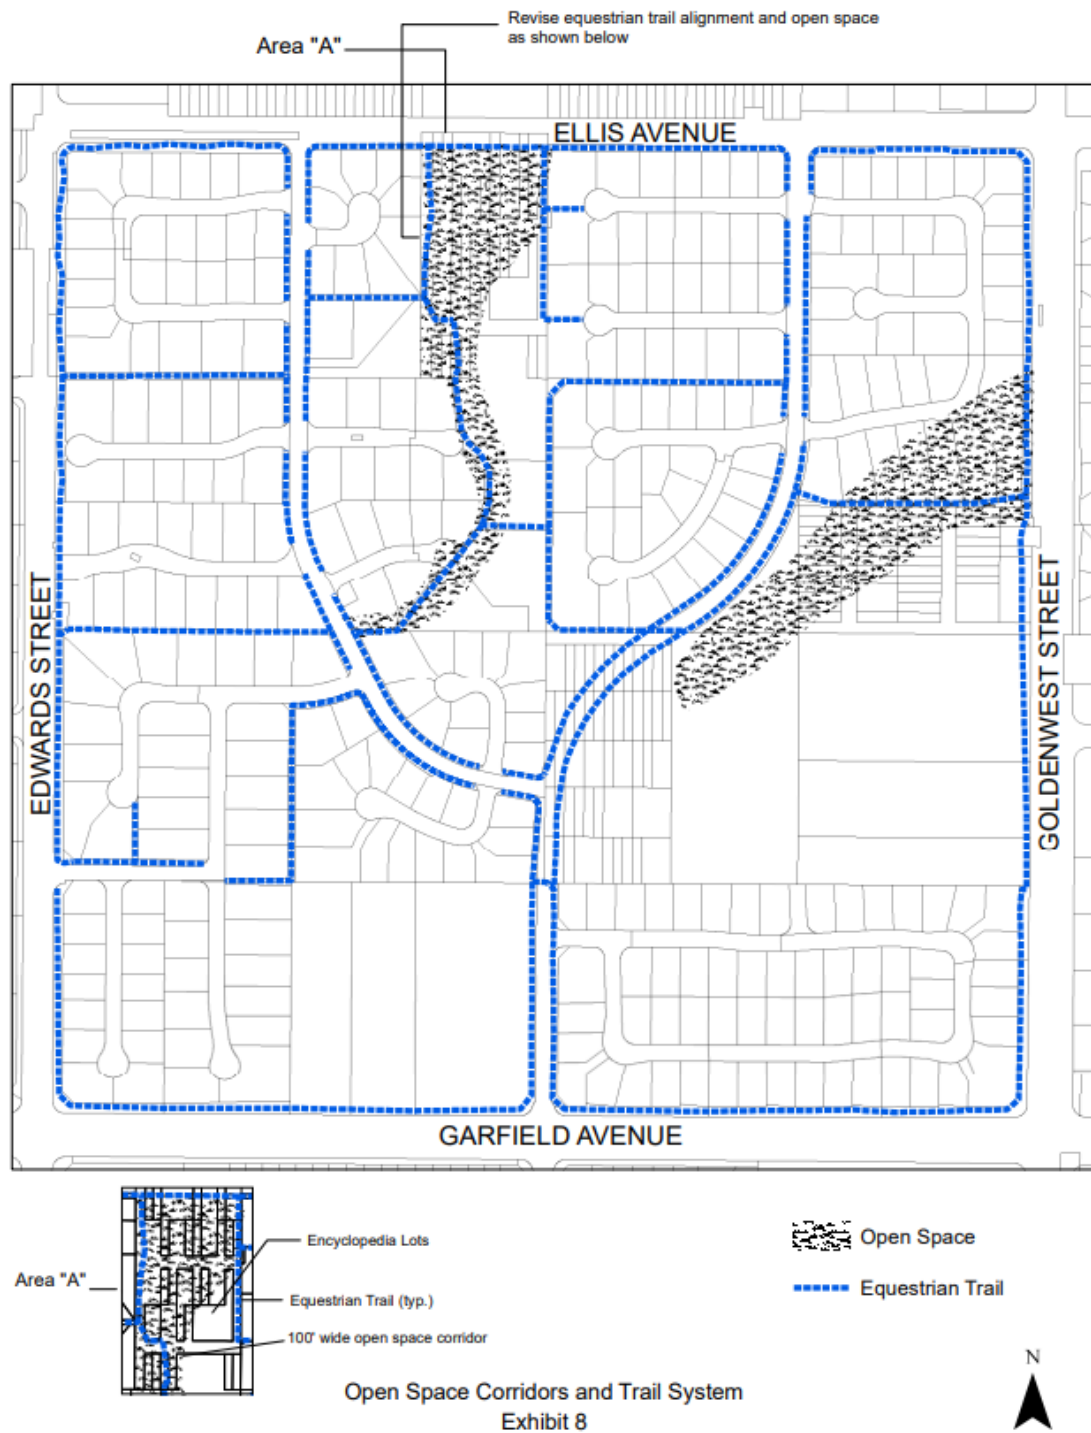 Revise equestrian trail alignment and open space
as shown below
Area "A"
ELLIS AVENUE
EDWARDS STREET
GOLDENWEST STREET
GARFIELD AVENUE
Encyclopedia Lots
Area "A"
Equestrian Trail (typ.)
100' wide open space corridor
Open Space
Equestrian Trail
N
Open Space Corridors and Trail System
Exhibit 8